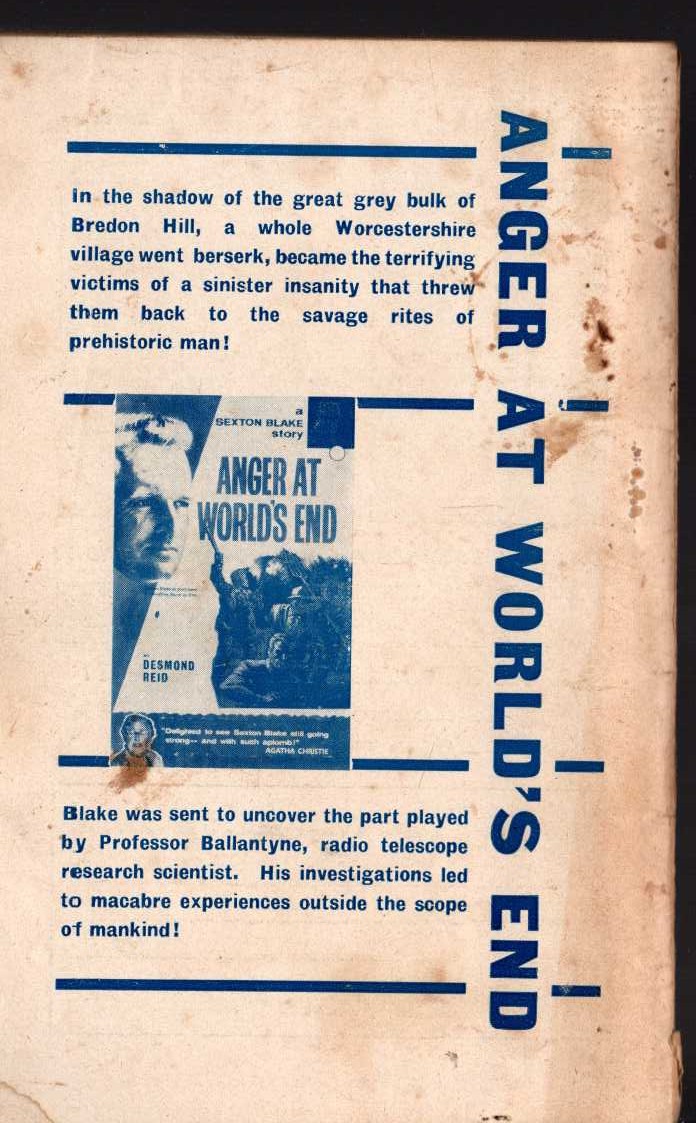 In the shadow of the great grey bulk of
Bredon Hill, a whole Worcestershire
village went berserk, became the terrifying
victims of a sinister insanity that threw
them back to the savage rites of
prehistoric man!
a
SEXTON BLAKE
story
ANGER AT
WORLD'S END
DESMOND
REID
"Delighted to see Sexton Blake still going
strong— and with such aplomb!"
AGATHA CHRISTIE
Blake was sent to uncover the part played
by Professor Ballantyne, radio telescope
research scientist. His investigations led
to macabre experiences outside the scope
of mankind!
ANGER AT WORLD'S END